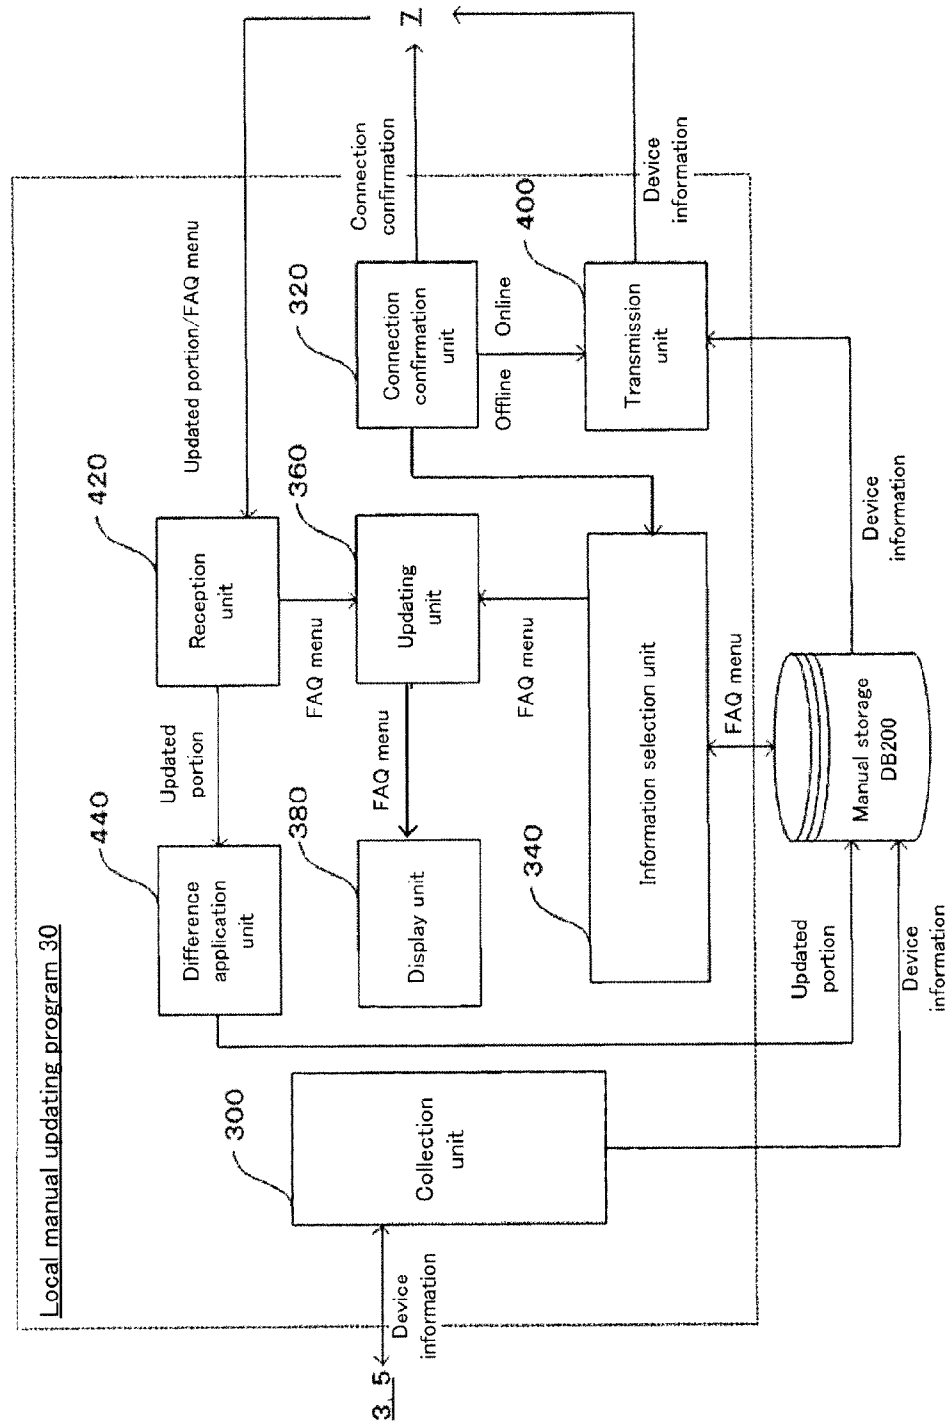 Local manual updating program 30
440
Difference
application
unit
Updated
portion
420
Reception
unit
Updated portion/FAQ menu
FAQ menu
300
Collection
unit
3, 5
Device
information
380
Display unit
FAQ menu
360
Updating
unit
320
Connection
confirmation
unit
Connection
confirmation
7
FAQ menu
Offline
Online
340
Information selection unit
400
Transmission
unit
Device
information
FAQ menu
Updated
portion
Device
information
Manual storage
DB200
Device
information